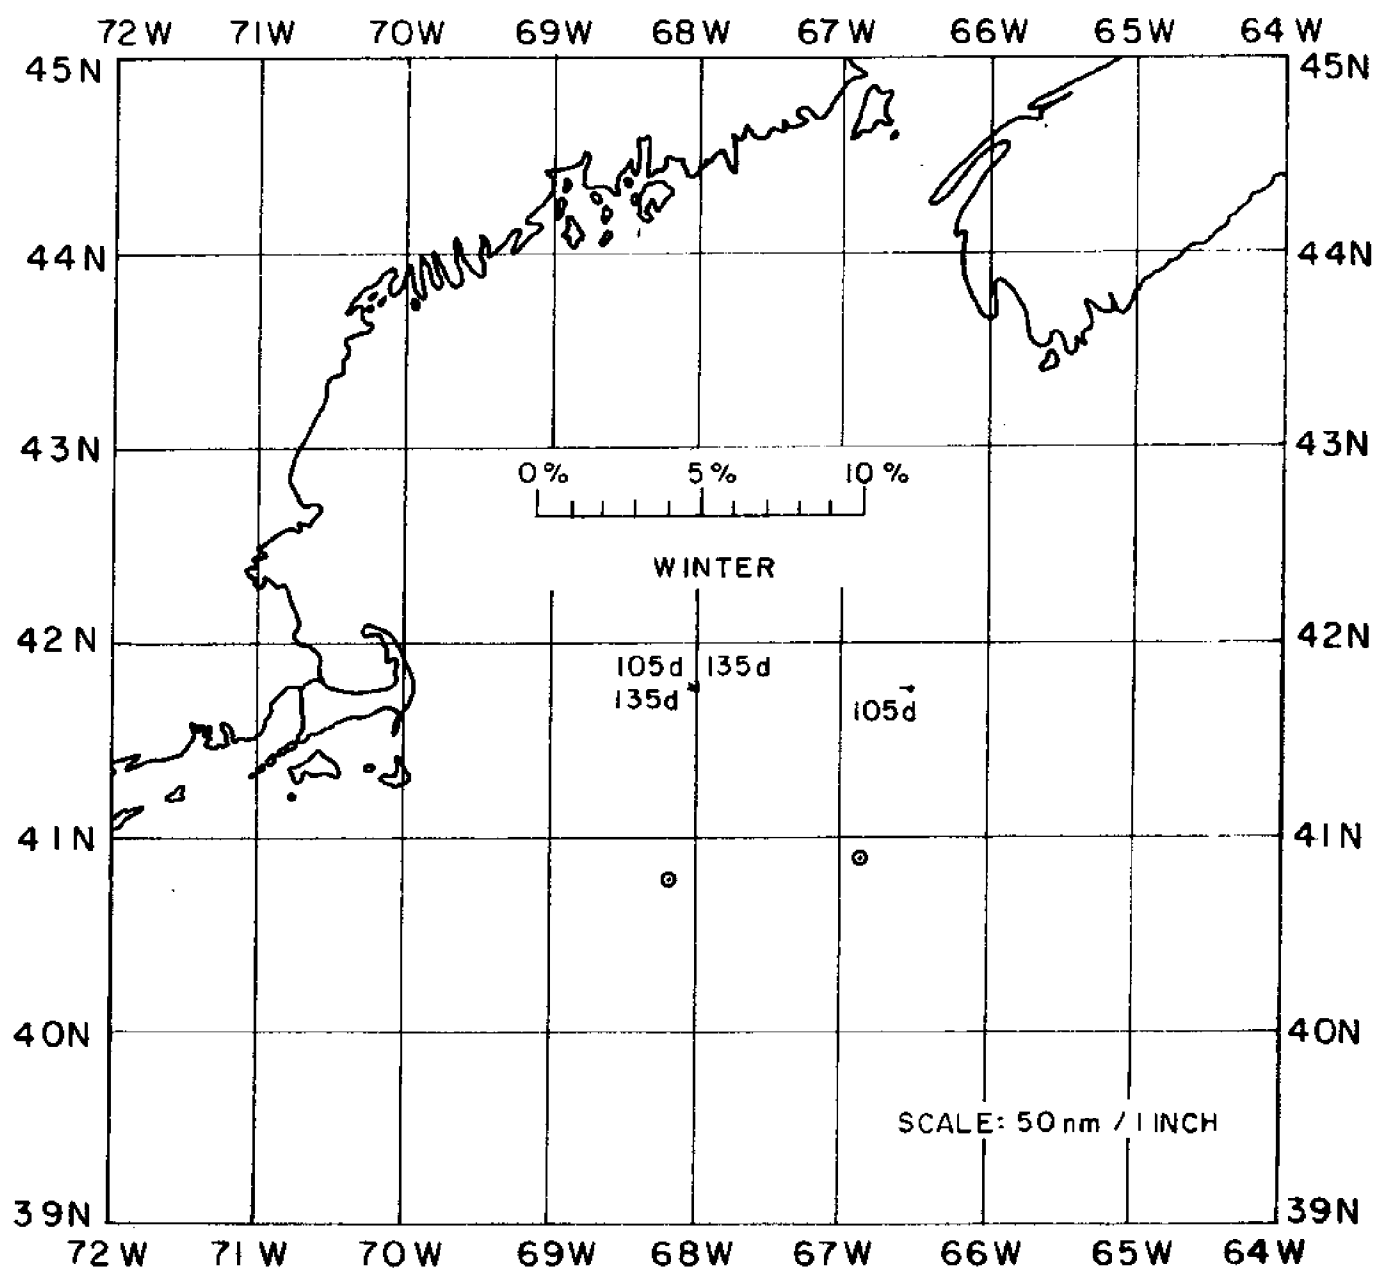 72W 71W 70W 69W 68W 67W 66W 65W 64W
45N 45N
44N 44N
43N 43N
0% 5% 10%
WINTER
42N 42N
105d 135d
135d 105d
41N 41N
40N 40N
SCALE: 50nm / 1 INCH
39N 39N
72W 71W 70W 69W 68W 67W 66W 65W 64W